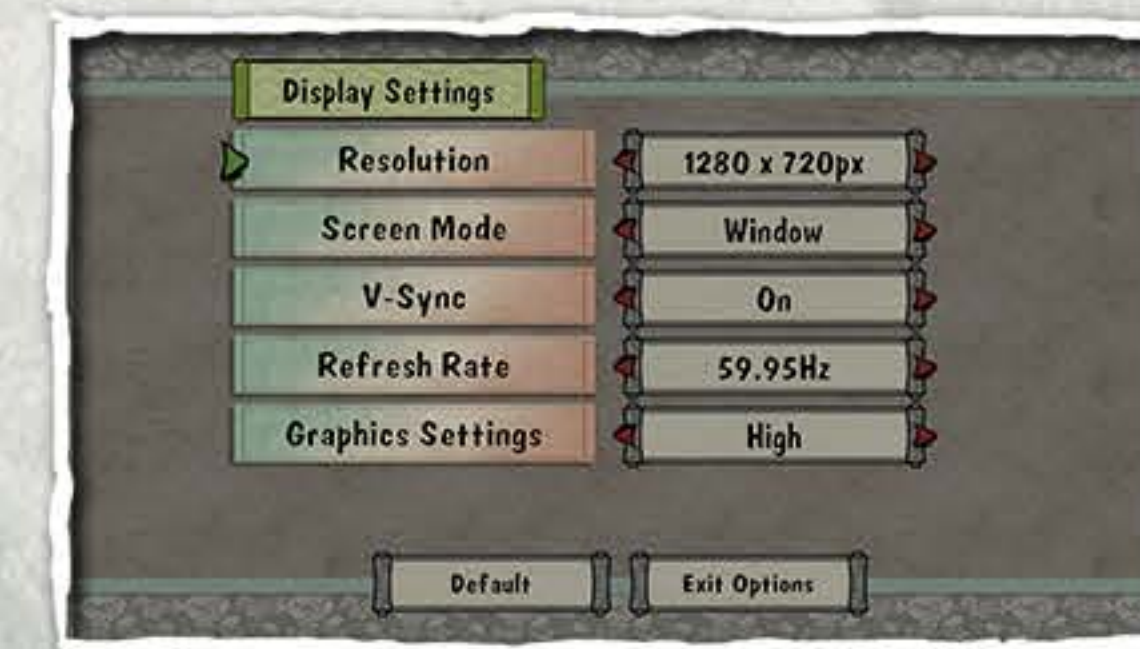 Display Settings
Resolution 1280 x 720px
Screen Mode Window
V-Sync On
Refresh Rate 59.95Hz
Graphics Settings High
Default Exit Options